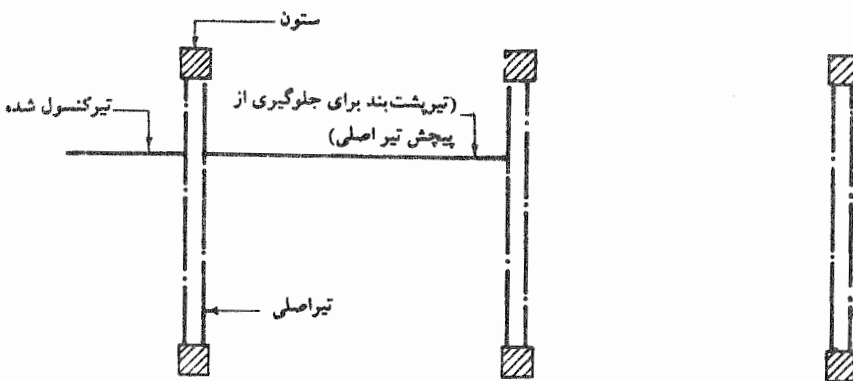 ستون
(تیرپشت‌بند برای جلوگیری از
پیچش تیر اصلی)
تیرکنسول شده
تیراصلی